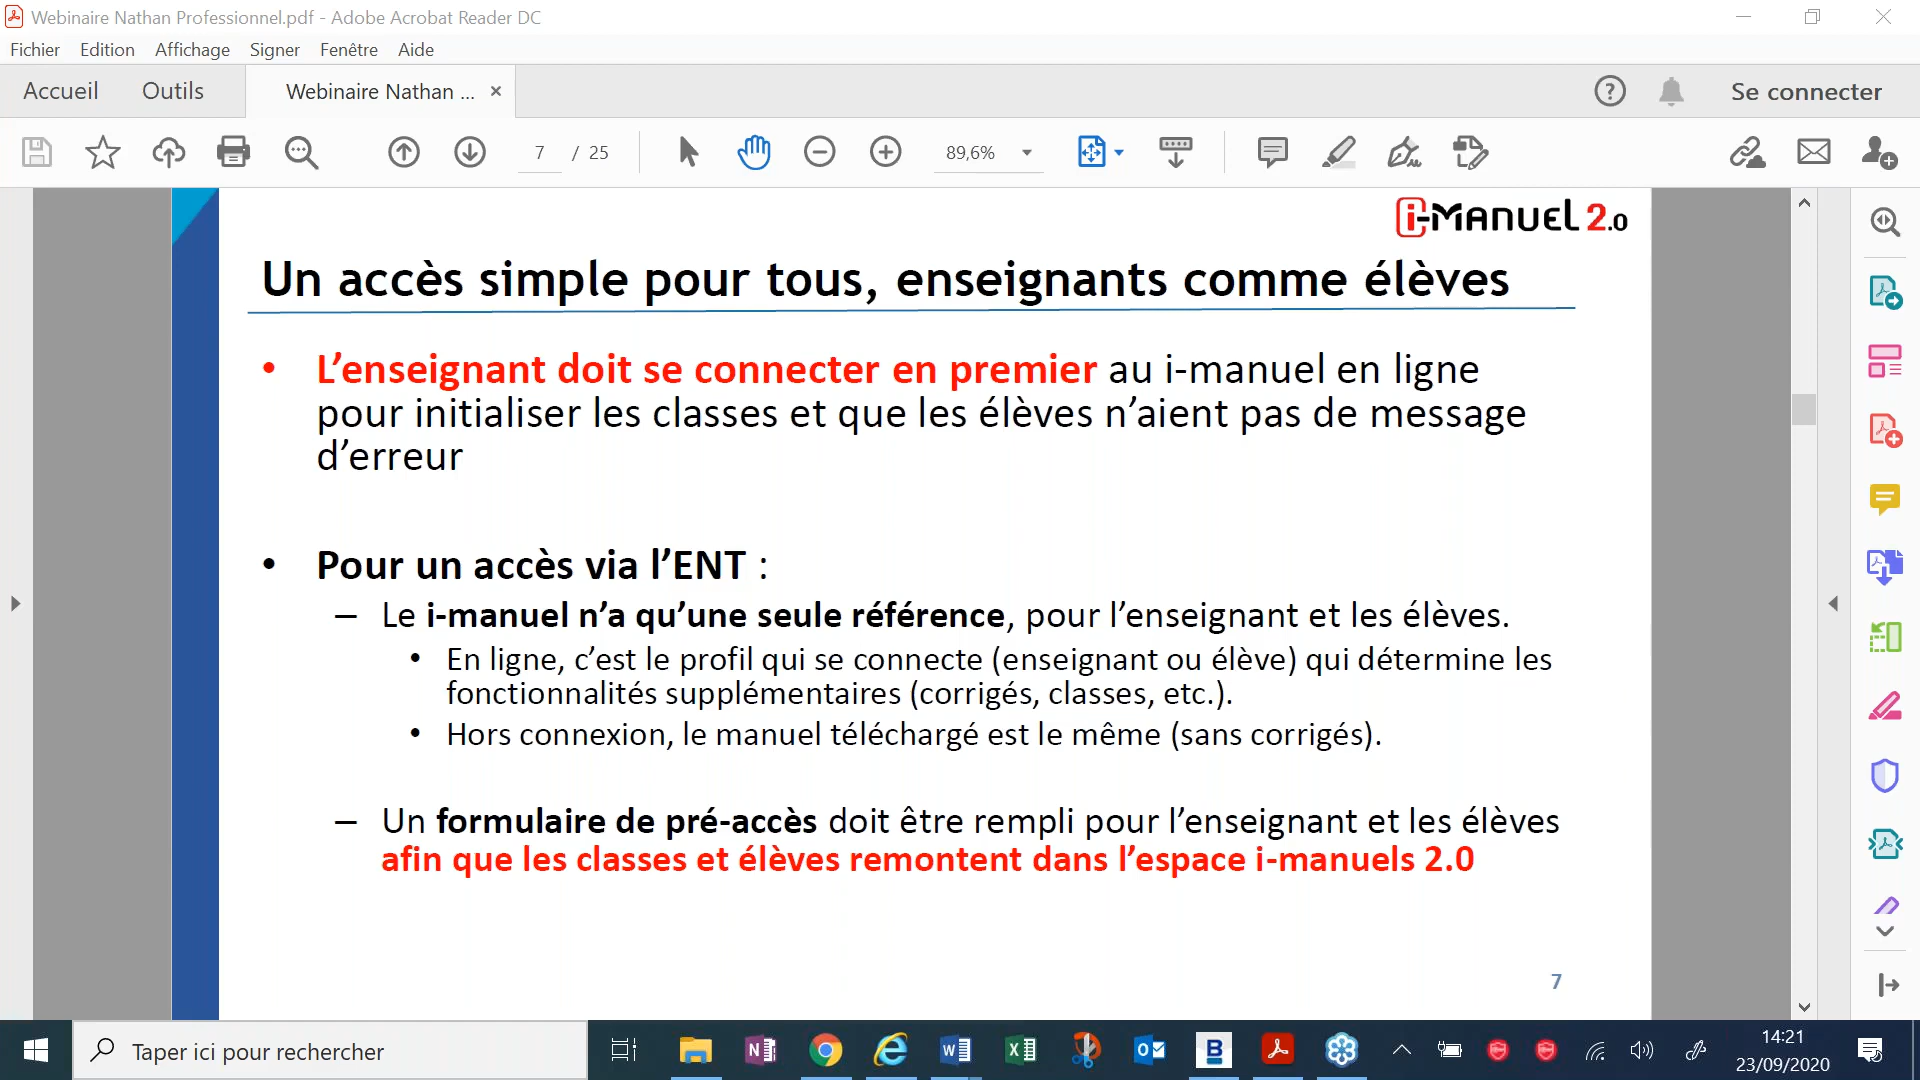 Webinaire Nathan Professionnel.pdf - Adobe Acrobat Reader DC
Fichier Edition Affichage Signer Fenêtre Aide
Accueil Outils Webinaire Nathan ... × Se connecter
7 / 25 89,6%
i-MANUEL 2.0
Un accès simple pour tous, enseignants comme élèves
• L’enseignant doit se connecter en premier au i-manuel en ligne
pour initialiser les classes et que les élèves n’aient pas de message
d’erreur
• Pour un accès via l’ENT :
– Le i-manuel n’a qu’une seule référence, pour l’enseignant et les élèves.
• En ligne, c’est le profil qui se connecte (enseignant ou élève) qui détermine les
fonctionnalités supplémentaires (corrigés, classes, etc.).
• Hors connexion, le manuel téléchargé est le même (sans corrigés).
– Un formulaire de pré-accès doit être rempli pour l’enseignant et les élèves
afin que les classes et élèves remontent dans l’espace i-manuels 2.0
7
Taper ici pour rechercher
14:21
23/09/2020